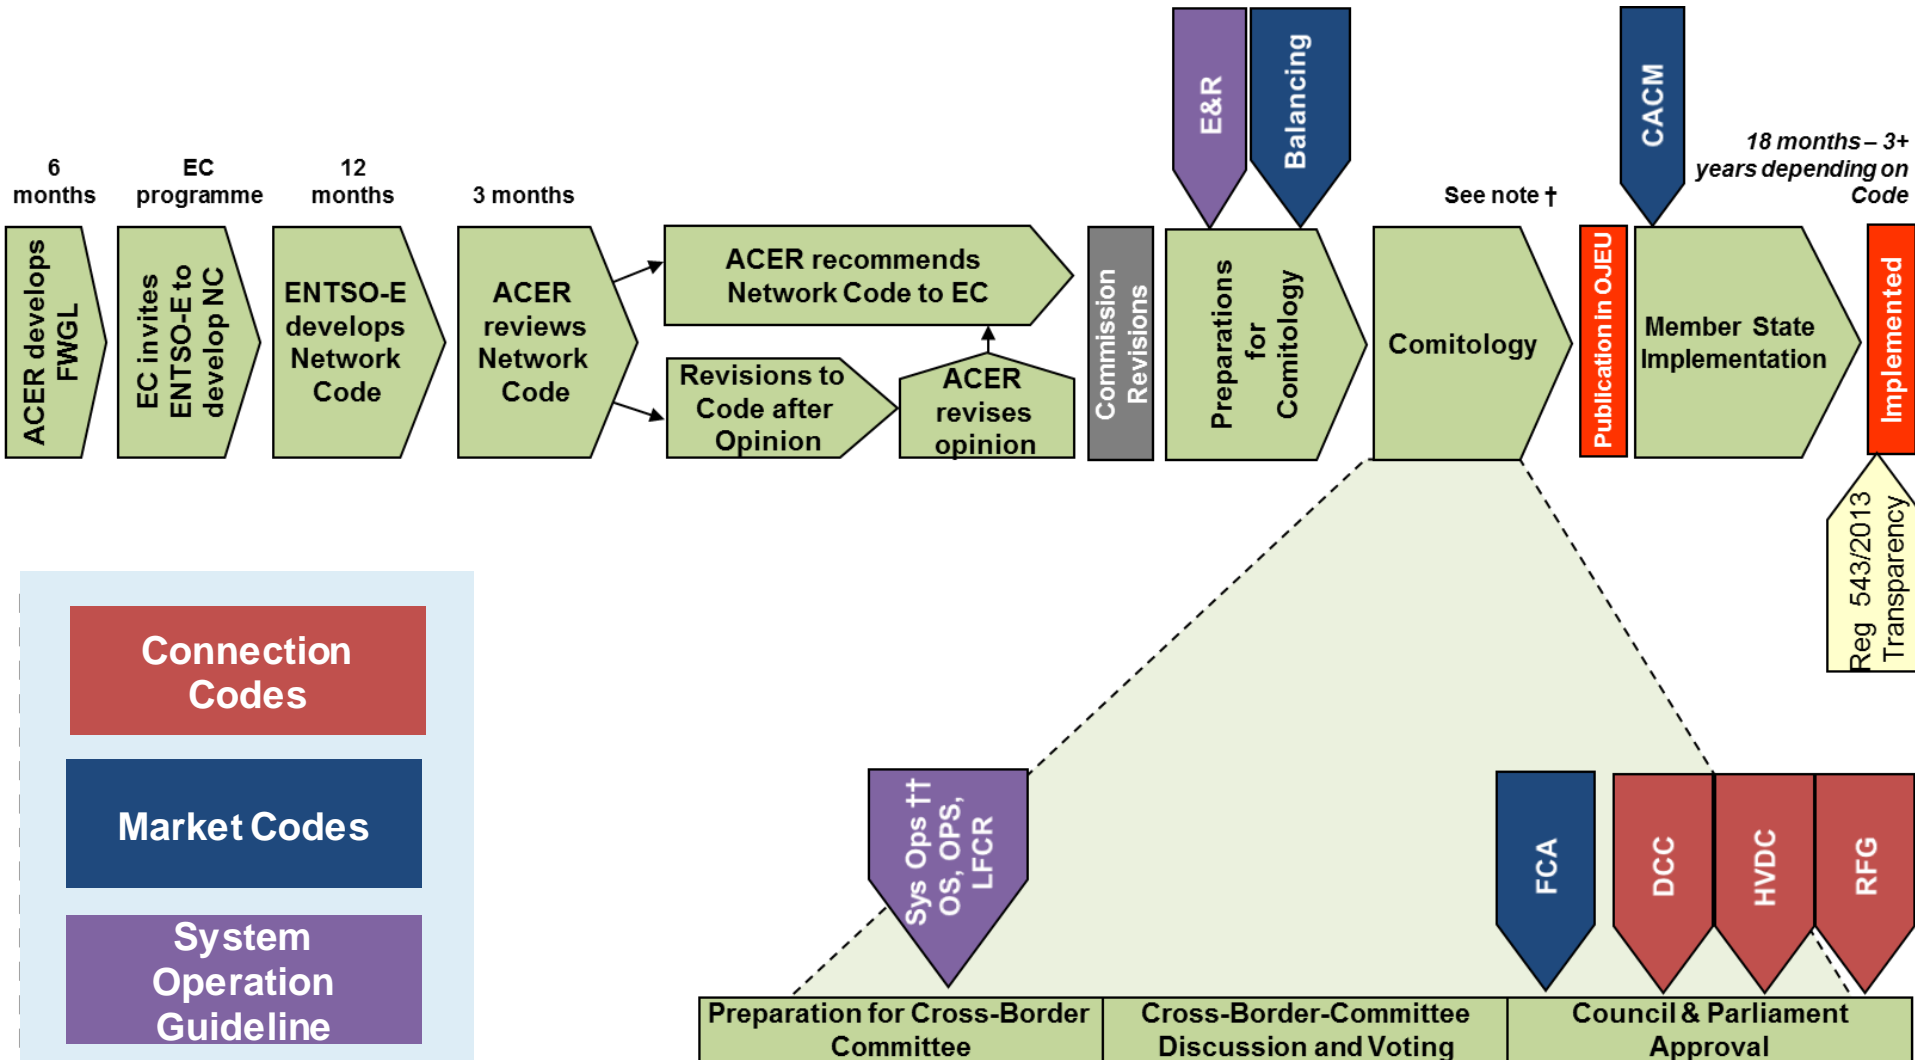 6
months
EC
programme
12
months
3 months
See note †
18 months – 3+
years depending on
Code
E&R
Balancing
CACM
ACER develops
FWGL
EC invites
ENTSO-E to
develop NC
ENTSO-E
develops
Network
Code
ACER
reviews
Network
Code
ACER recommends
Network Code to EC
Revisions to
Code after
Opinion
ACER
revises
opinion
Commission
Revisions
Preparations
for
Comitology
Comitology
Publication in OJEU
Member State
Implementation
Implemented
Reg 543/2013
Transparency
Connection
Codes
Market Codes
System
Operation
Guideline
Sys Ops ††
OS, OPS,
LFCR
FCA
DCC
HVDC
RFG
Preparation for Cross-Border
Committee
Cross-Border-Committee
Discussion and Voting
Council & Parliament
Approval